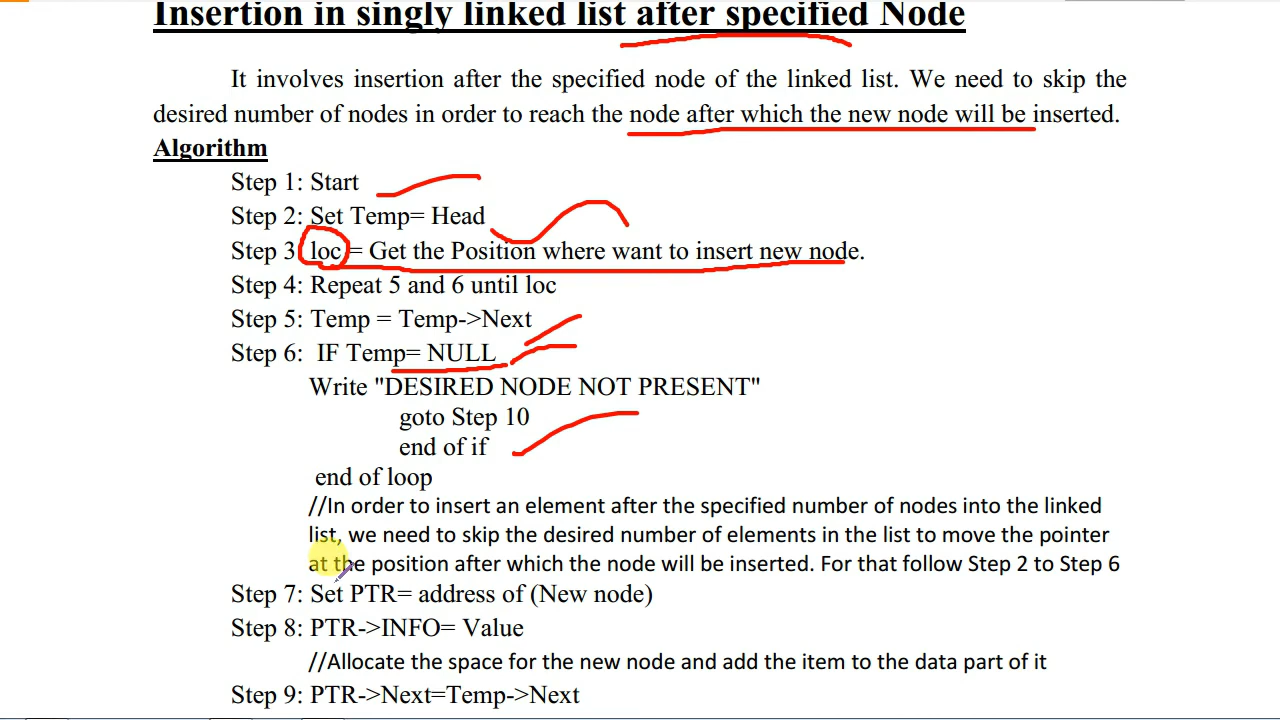 Insertion in singly linked list after specified Node
It involves insertion after the specified node of the linked list. We need to skip the
desired number of nodes in order to reach the node after which the new node will be inserted.
Algorithm
Step 1: Start
Step 2: Set Temp= Head
Step 3 loc = Get the Position where want to insert new node.
Step 4: Repeat 5 and 6 until loc
Step 5: Temp = Temp->Next
Step 6: IF Temp= NULL
Write "DESIRED NODE NOT PRESENT"
goto Step 10
end of if
end of loop
//In order to insert an element after the specified number of nodes into the linked
list, we need to skip the desired number of elements in the list to move the pointer
at the position after which the node will be inserted. For that follow Step 2 to Step 6
Step 7: Set PTR= address of (New node)
Step 8: PTR->INFO= Value
//Allocate the space for the new node and add the item to the data part of it
Step 9: PTR->Next=Temp->Next